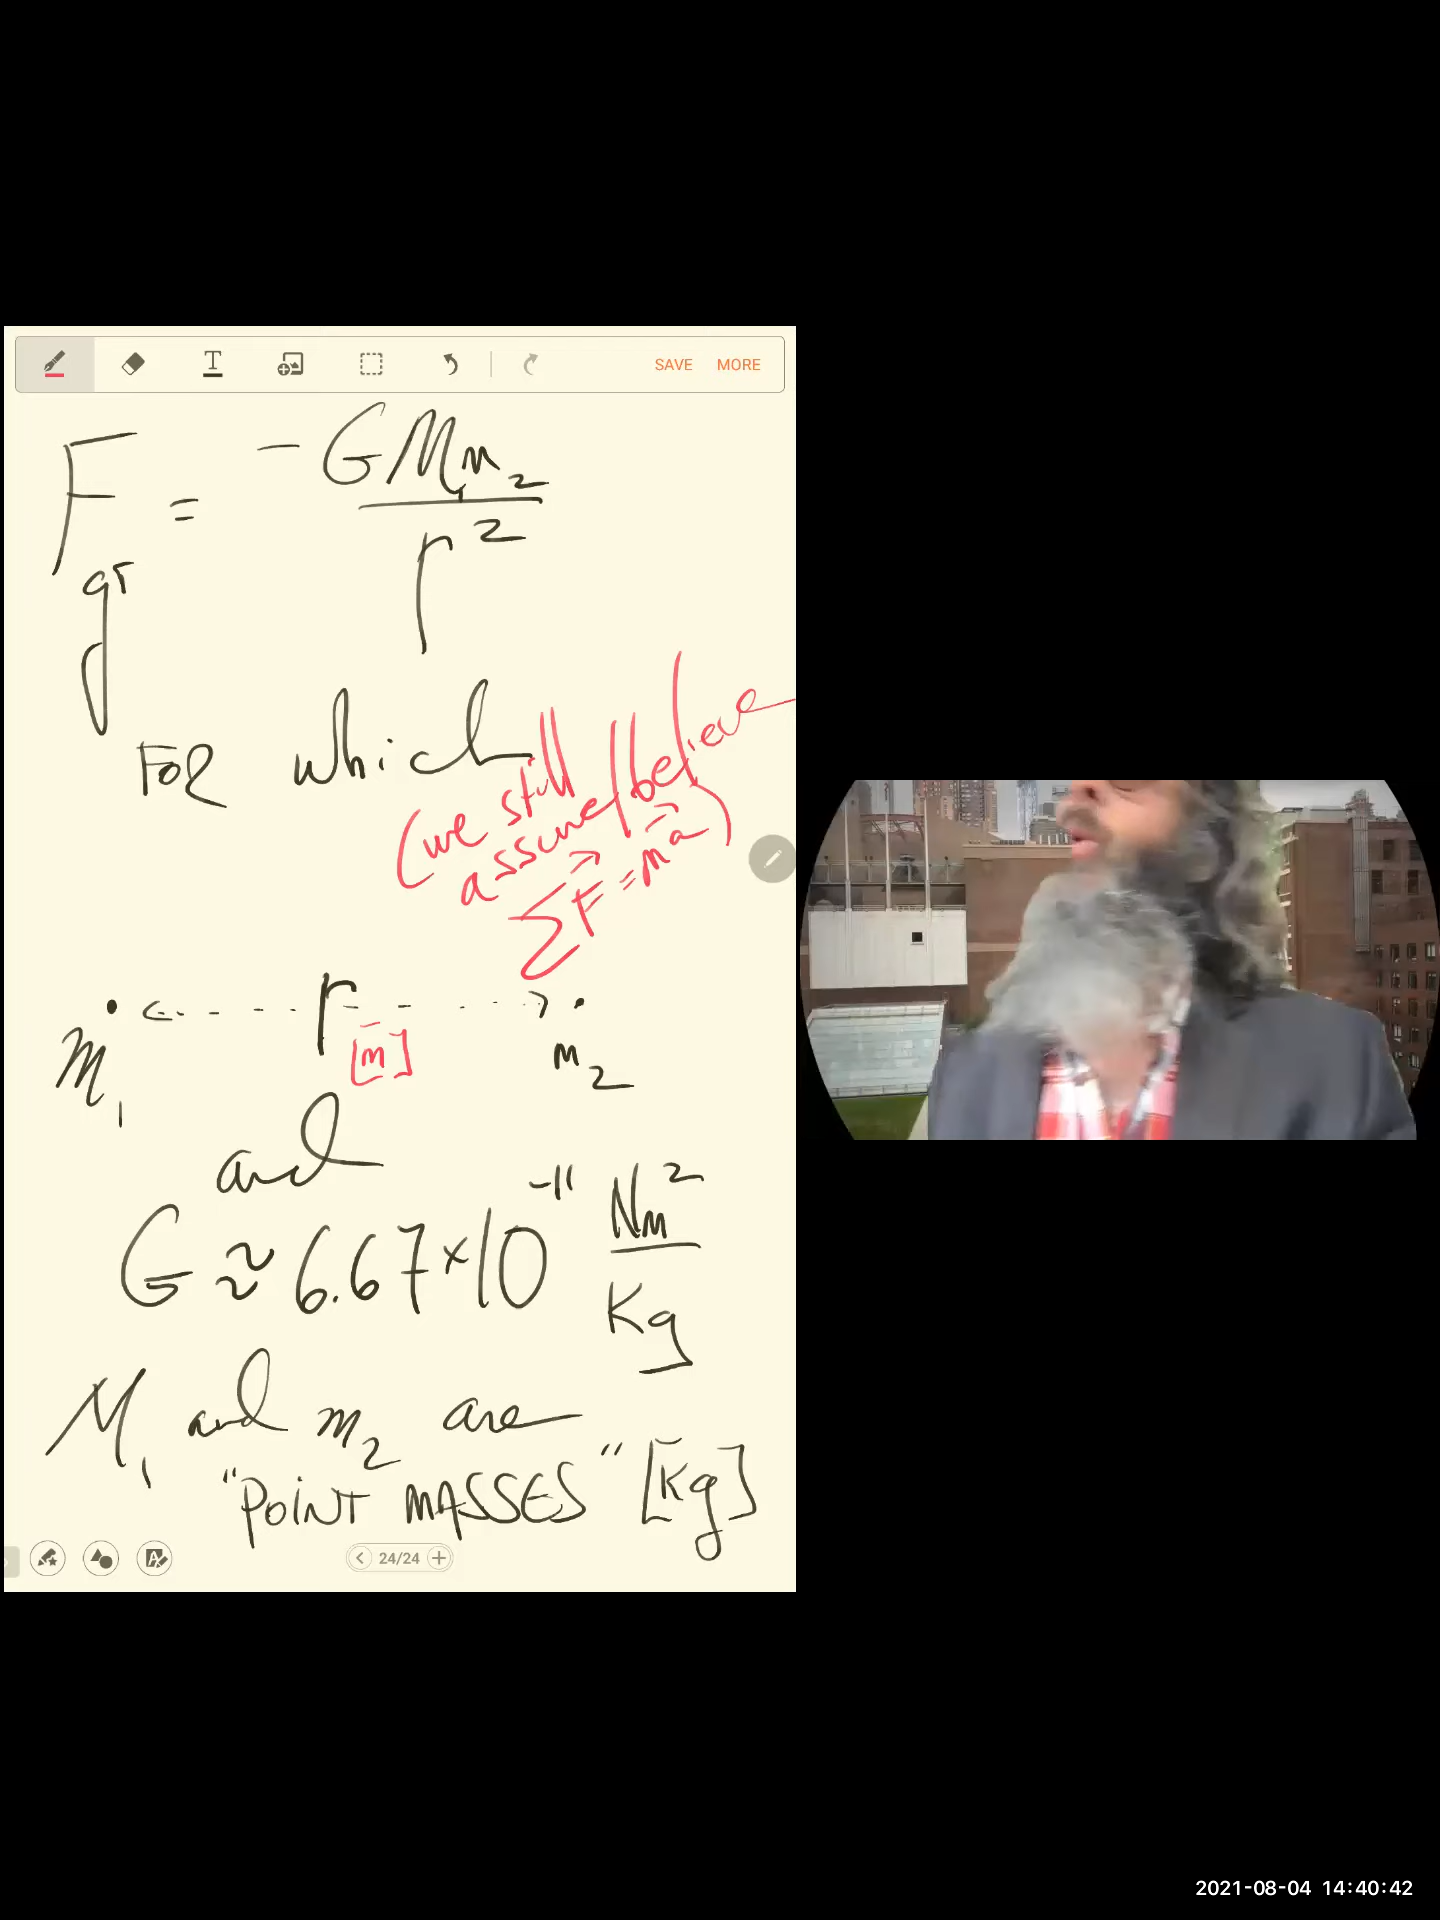 SAVE MORE
F_gr = -GM₁m₂ / r²
FOR which
(we still
assume/believe
ΣF⃗ = ma⃗)
r
[m]
M₁ m₂
and
G ≈ 6.67×10⁻¹¹ Nm² / Kg
M₁ and m₂ are
"POINT MASSES" [Kg]
24/24
2021-08-04 14:40:42